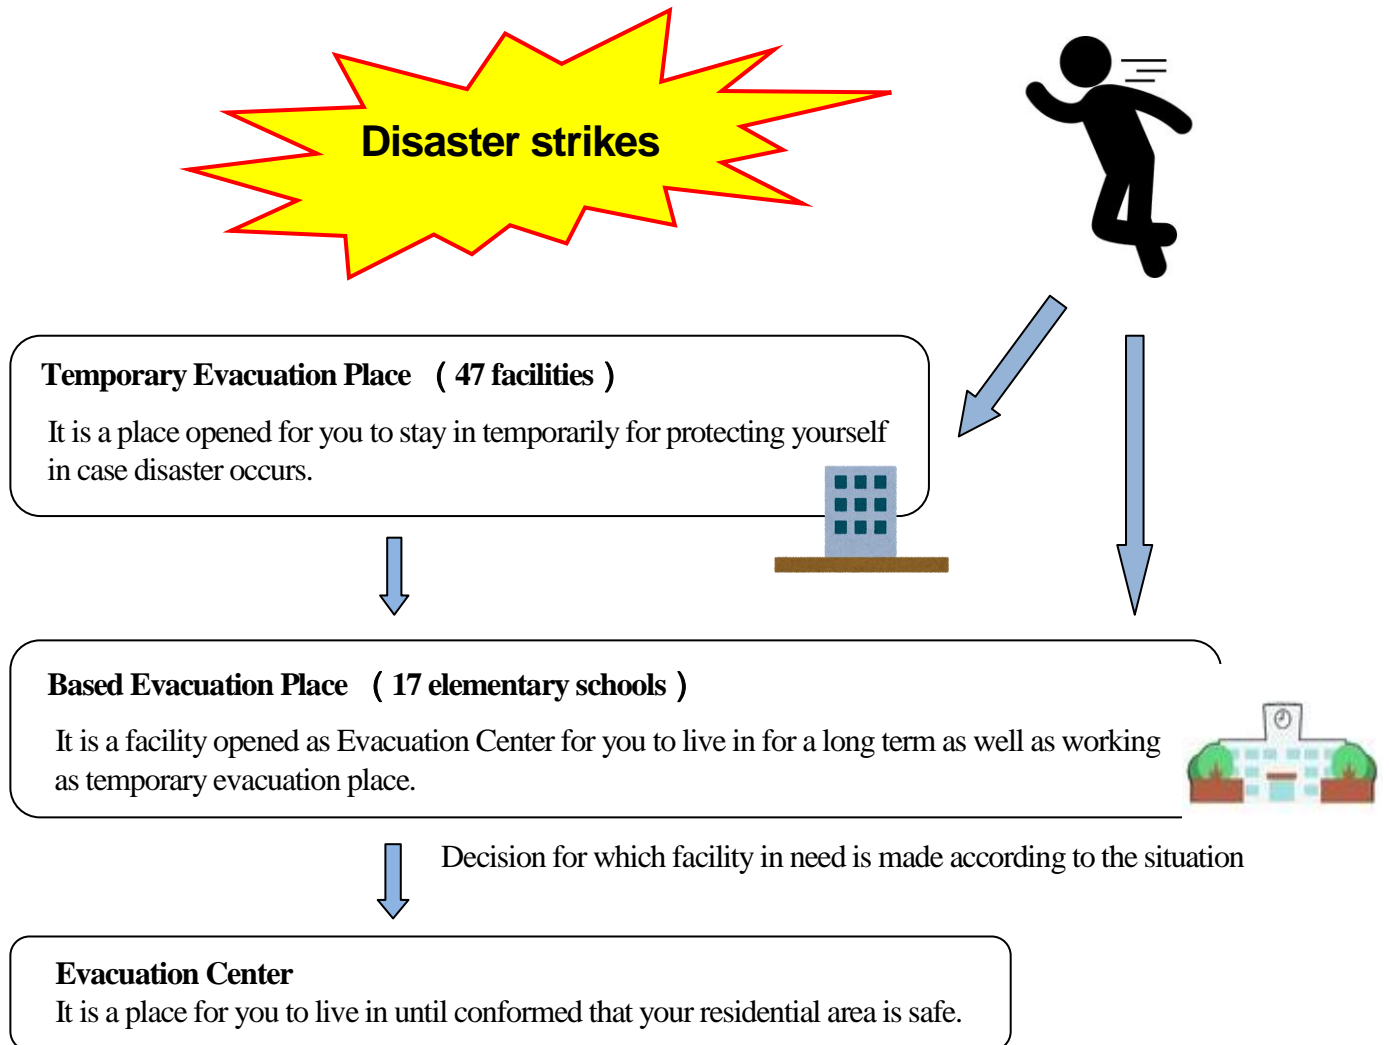 Disaster strikes
Temporary Evacuation Place （ 47 facilities ）
It is a place opened for you to stay in temporarily for protecting yourself
in case disaster occurs.
Based Evacuation Place （ 17 elementary schools ）
It is a facility opened as Evacuation Center for you to live in for a long term as well as working
as temporary evacuation place.
Decision for which facility in need is made according to the situation
Evacuation Center
It is a place for you to live in until conformed that your residential area is safe.